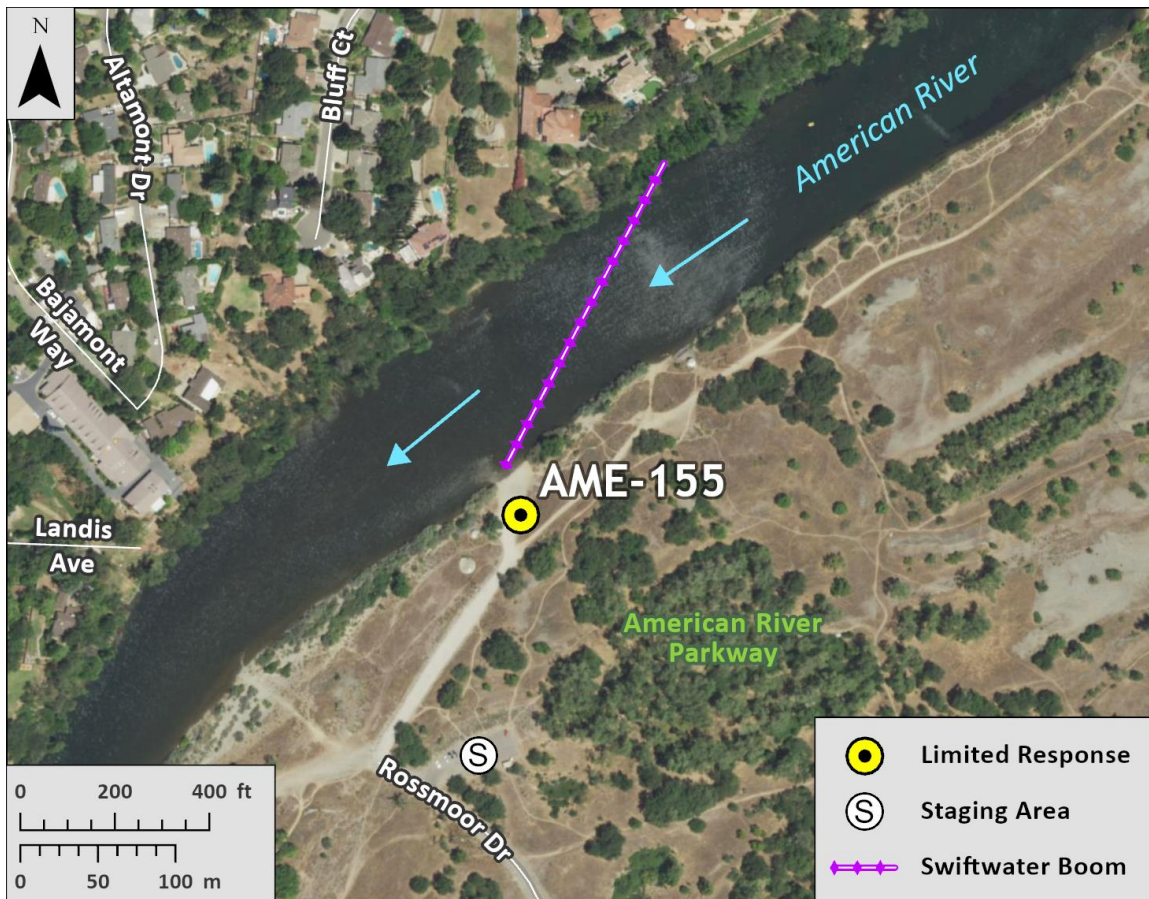 N
Altamont Dr
Bluff Ct
American River
Bajamont
Way
AME-155
Landis
Ave
American River
Parkway
Rossmoor Dr
S
0 200 400 ft
0 50 100 m
Limited Response
S Staging Area
Swiftwater Boom